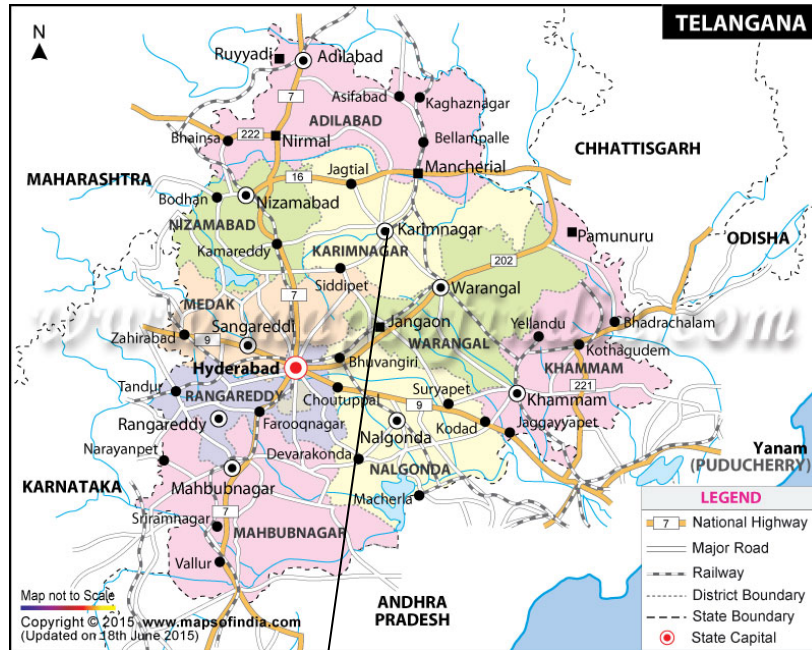 TELANGANA
N
Ruyyadi
Adilabad
7
Asifabad
Kaghaznagar
ADILABAD
Bellampalle
222
Bhainsa
Nirmal
CHHATTISGARH
Mancherial
MAHARASHTRA
16
Jagtial
Bodhan
Nizamabad
NIZAMABAD
Karimnagar
Pamunuru
ODISHA
Kamareddy
KARIMNAGAR
202
Siddipet
7
Warangal
MEDAK
www.mapsofindia.com
Sangareddi
Jangaon
Yellandu
Bhadrachalam
Zahirabad
9
WARANGAL
Kothagudem
Bhuvangiri
Hyderabad
KHAMMAM
Tandur
221
RANGAREDDY
Choutuppal
Suryapet
9
Khammam
Rangareddy
Farooqnagar
Nalgonda
Kodad
Jaggayyapet
Narayanpet
Devarakonda
NALGONDA
Yanam
(PUDUCHERRY)
Mahbubnagar
KARNATAKA
Macherla
7
Sriramnagar
MAHBUBNAGAR
Vallur
LEGEND
7 National Highway
Major Road
Railway
District Boundary
State Boundary
State Capital
Map not to Scale
ANDHRA
PRADESH
Copyright © 2015 www.mapsofindia.com
(Updated on 18th June 2015)